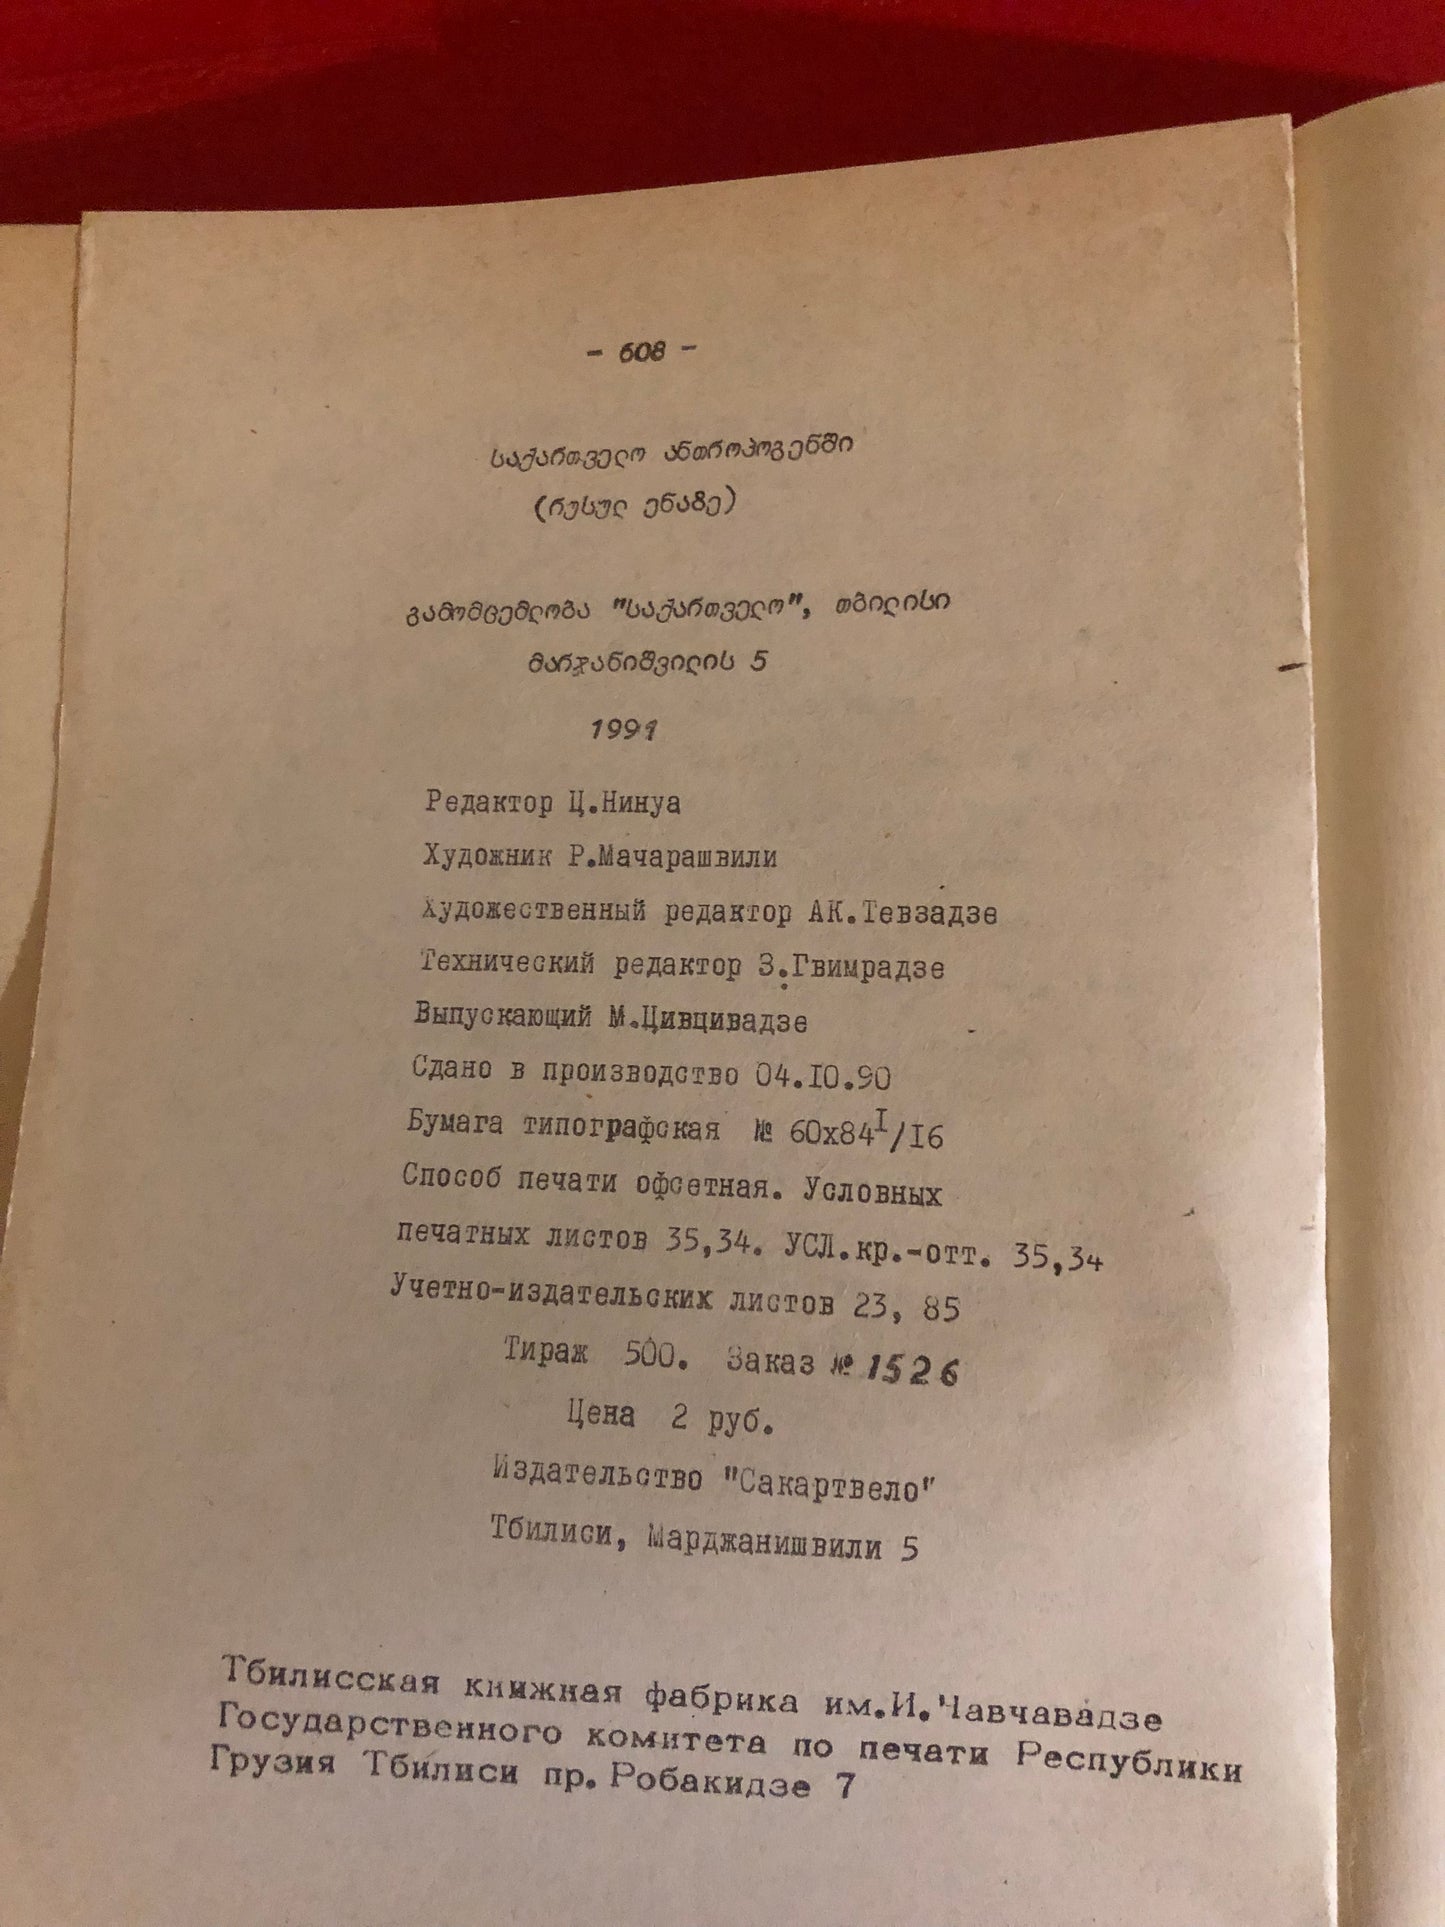 - 608 -
საქართველო ანთროპოგენში
(რუსულ ენაზე)
გამომცემლობა "საქართველო", თბილისი
მარჯანიშვილის 5
1991
Редактор Ц.Нинуа
Художник Р.Мачарашвили
Художественный редактор АК.Тевзадзе
Технический редактор З.Гвимрадзе
Выпускающий М.Цивцивадзе
Сдано в производство 04.IO.90
Бумага типографская № 60x84I/I6
Способ печати офсетная. Условных
печатных листов 35,34. УСЛ.кр.-отт. 35,34
Учетно-издательских листов 23, 85
Тираж 500. Заказ № 1526
Цена 2 руб.
Издательство "Сакартвело"
Тбилиси, Марджанишвили 5
Тбилисская книжная фабрика им.И.Чавчавадзе
Государственного комитета по печати Республики
Грузия Тбилиси пр. Робакидзе 7